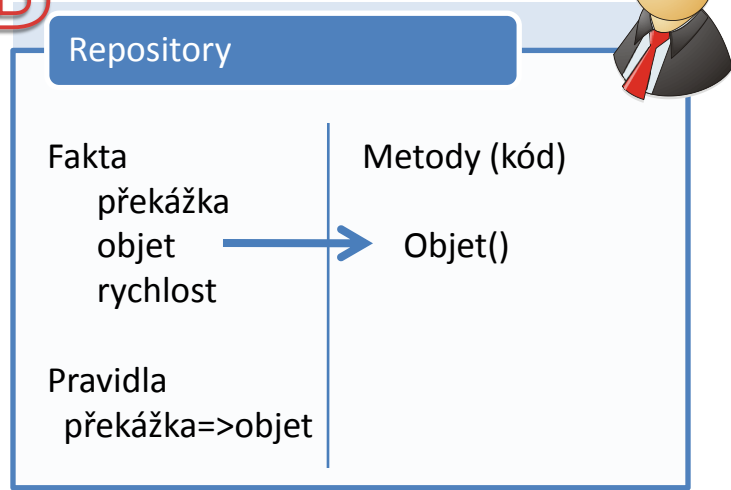 Repository
Fakta
překážka
objet
rychlost
Pravidla
překážka=>objet
Metody (kód)
Objet()